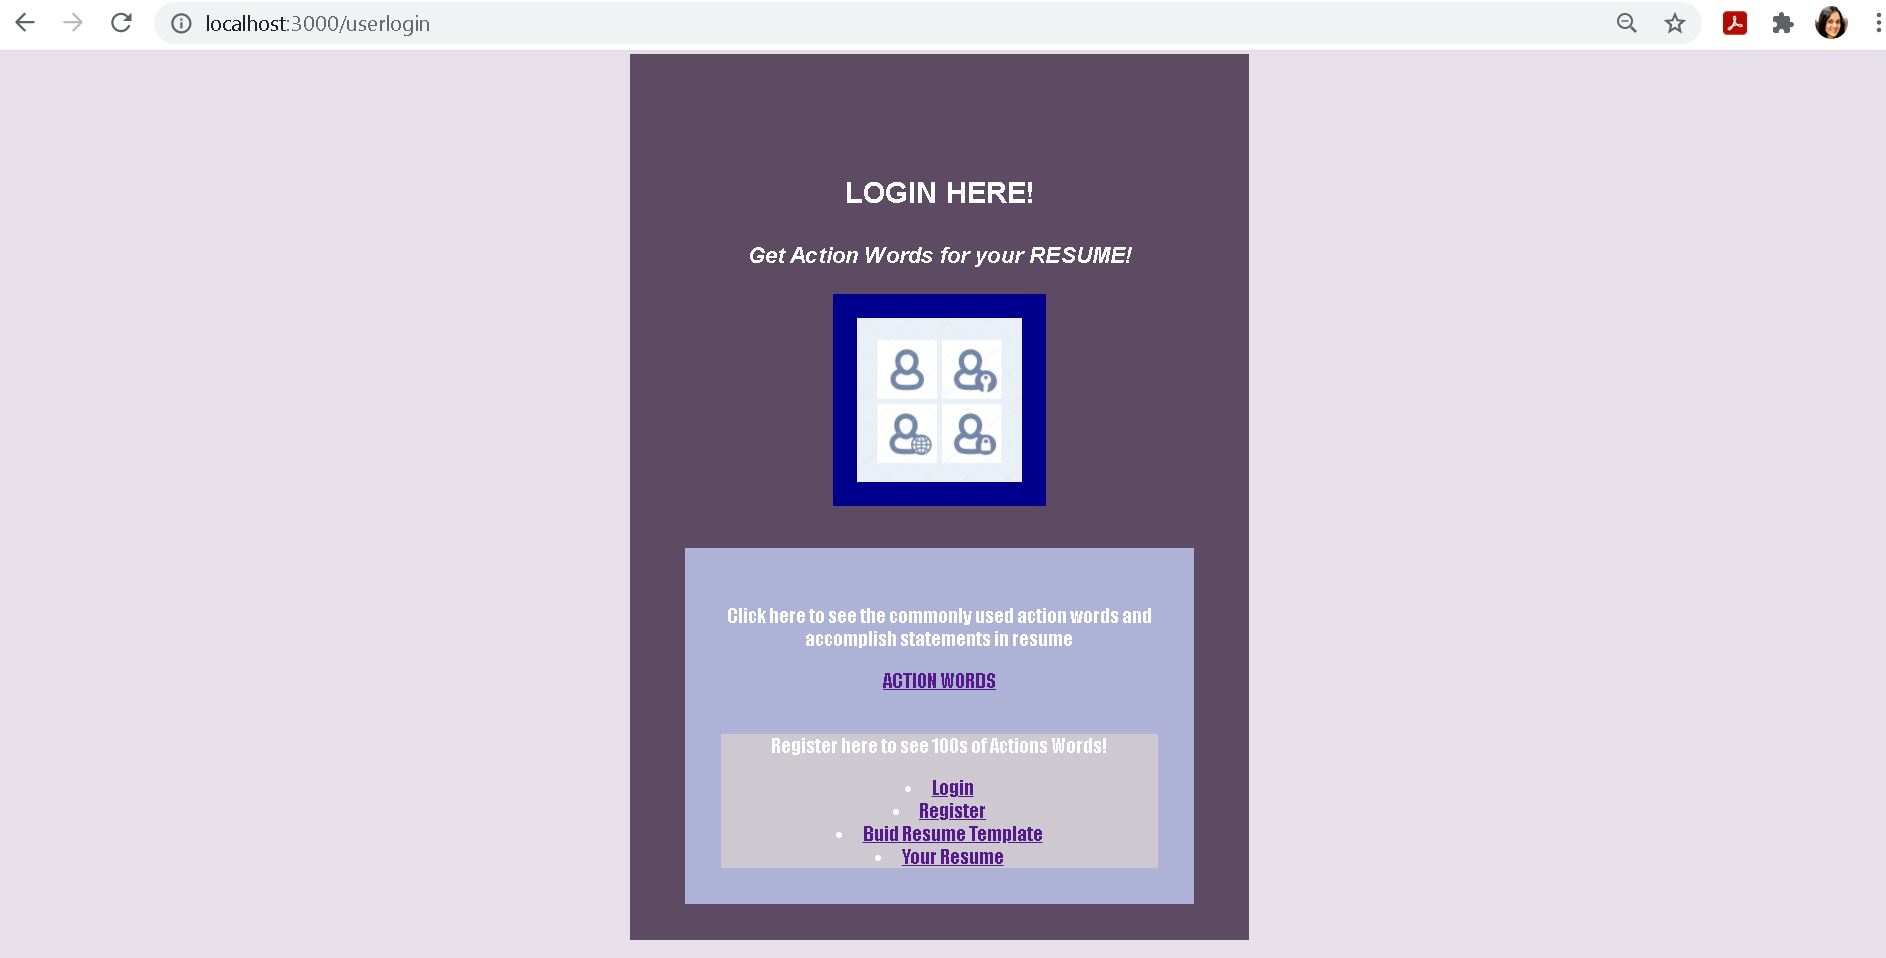 localhost:3000/userlogin
LOGIN HERE!
Get Action Words for your RESUME!
Click here to see the commonly used action words and
accomplish statements in resume
ACTION WORDS
Register here to see 100s of Actions Words!
Login
Register
Buid Resume Template
Your Resume